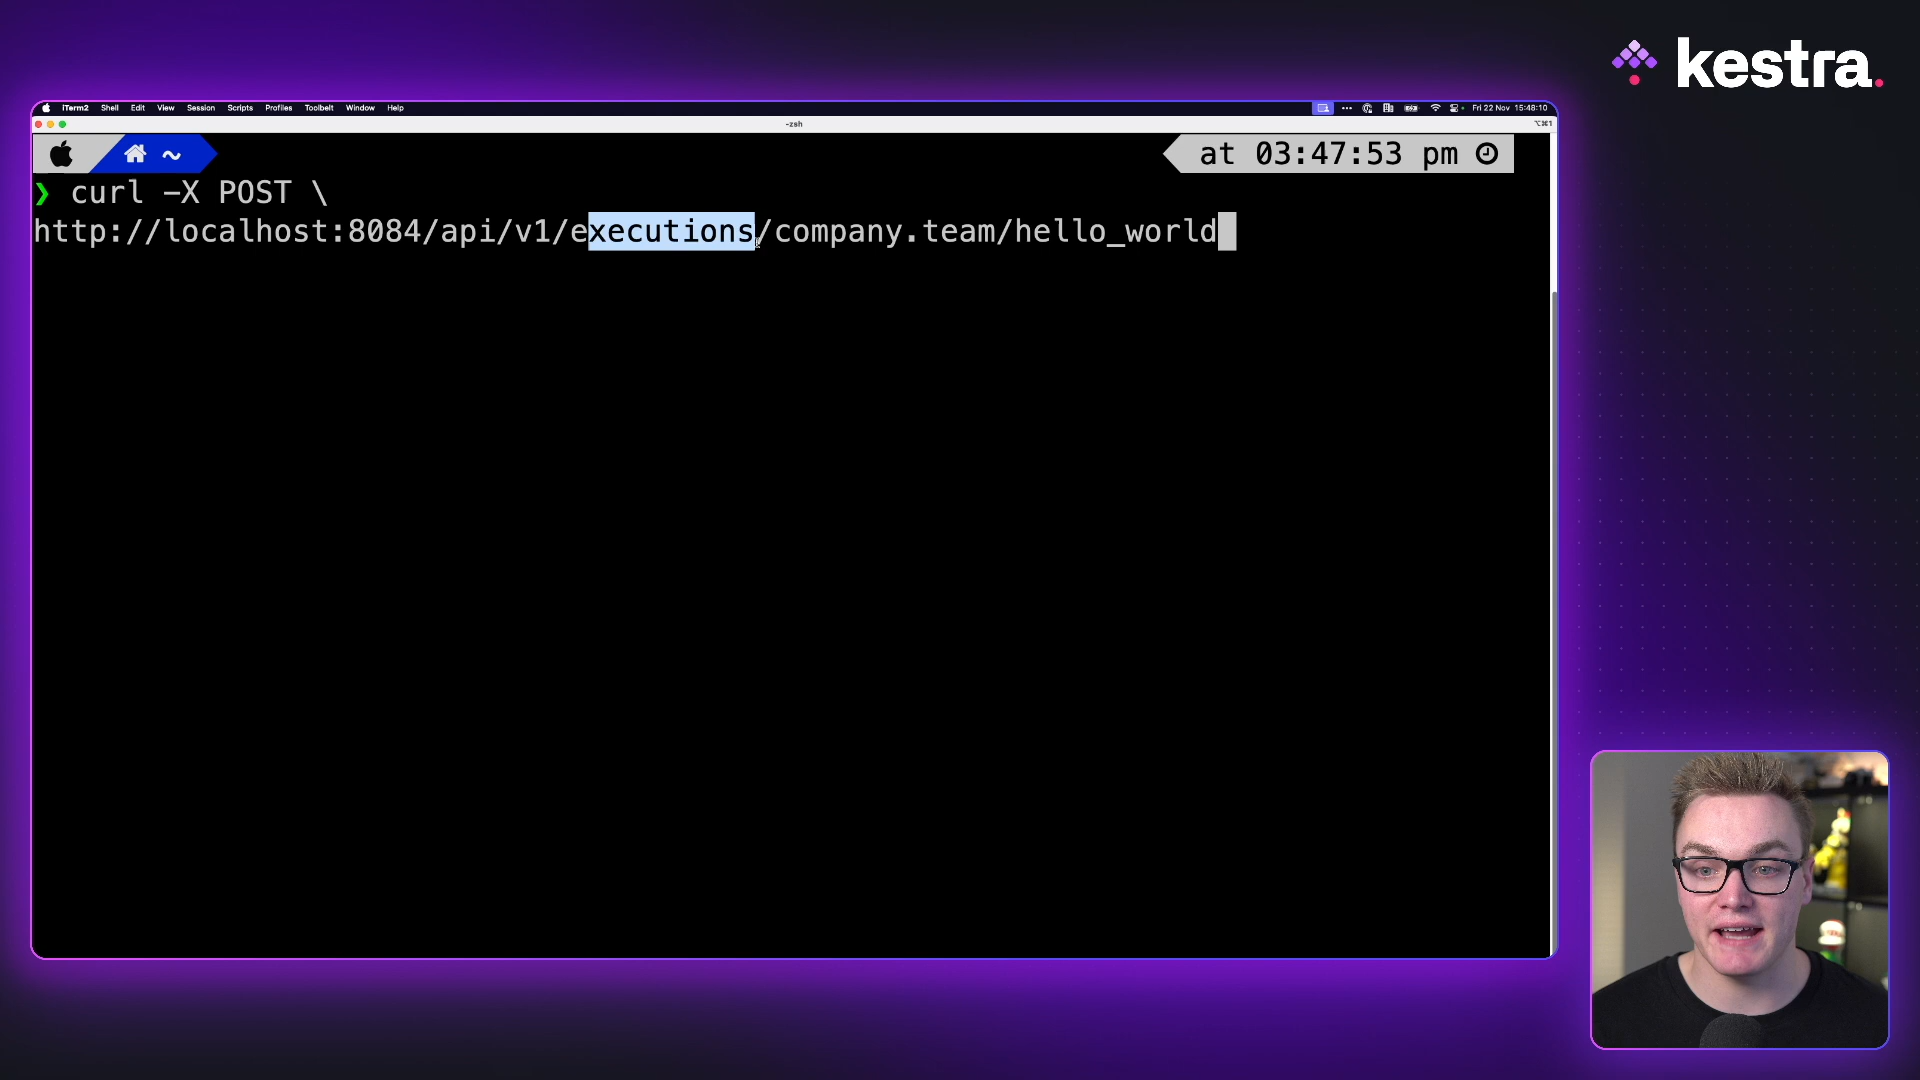 kestra.
iTerm2 Shell Edit View Session Scripts Profiles Toolbelt Window Help
Fri 22 Nov 15:48:10
-zsh
⌥⌘1
~
at 03:47:53 pm
❯ curl -X POST \
http://localhost:8084/api/v1/executions/company.team/hello_world